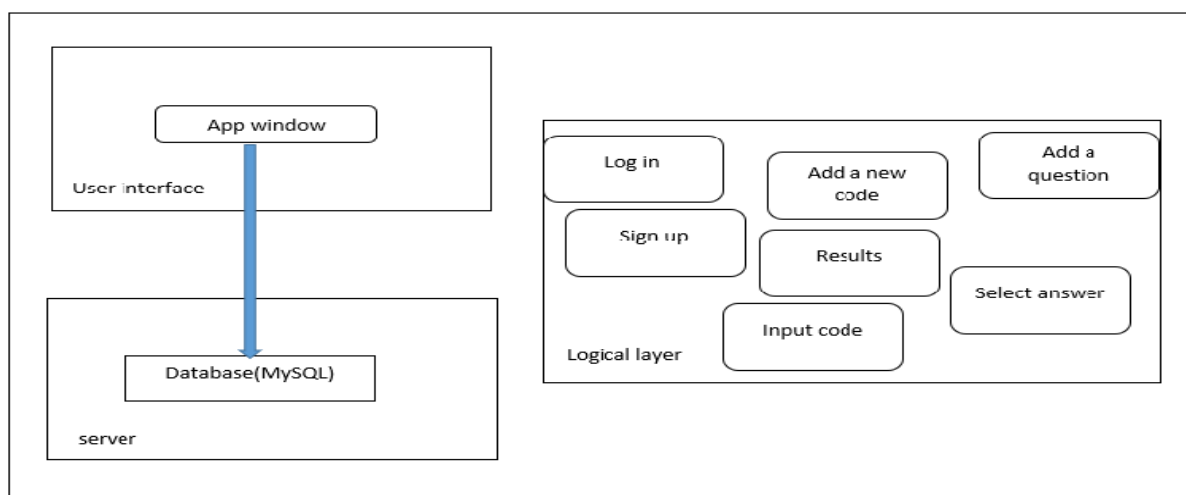 App window
User interface
Database(MySQL)
server
Log in
Add a new
code
Add a
question
Sign up
Results
Select answer
Input code
Logical layer